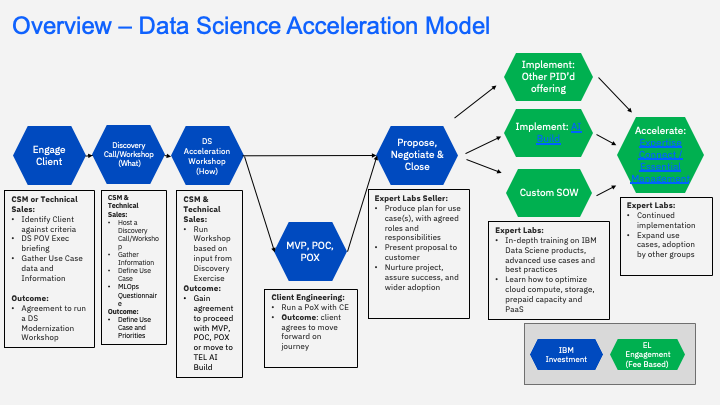 Overview – Data Science Acceleration Model
Engage
Client
Discovery
Call/Workshop
(What)
DS
Acceleration
Workshop
(How)
MVP, POC,
POX
Propose,
Negotiate &
Close
Implement:
Other PID'd
offering
Implement: AI
Build
Custom SOW
Accelerate:
Expertise
Connect /
Essential
Management
CSM or Technical
Sales:
• Identify Client
against criteria
• DS POV Exec
briefing
• Gather Use Case
data and
Information
Outcome:
• Agreement to run
a DS
Modernization
Workshop
CSM &
Technical
Sales:
• Host a
Discovery
Call/Worksho
p
• Gather
Information
• Define Use
Case
• MLOps
Questionnair
e
Outcome:
• Define Use
Case and
Priorities
CSM &
Technical
Sales:
• Run
Workshop
based on
input from
Discovery
Exercise
Outcome:
• Gain
agreement
to proceed
with MVP,
POC, POX
or move to
TEL AI
Build
Client Engineering:
• Run a PoX with CE
• Outcome: client
agrees to move
forward on
journey
Expert Labs Seller:
• Produce plan for use
case(s), with agreed
roles and
responsibilities
• Present proposal to
customer
• Nurture project,
assure success, and
wider adoption
Expert Labs:
• In-depth training on IBM
Data Sciene products,
advanced use cases and
best practices
• Learn how to optimize
cloud compute, storage,
prepaid capacity and
PaaS
Expert Labs:
• Continued
implementation
• Expand use
cases, adoption
by other groups
IBM
Investment
EL
Engagement
(Fee Based)